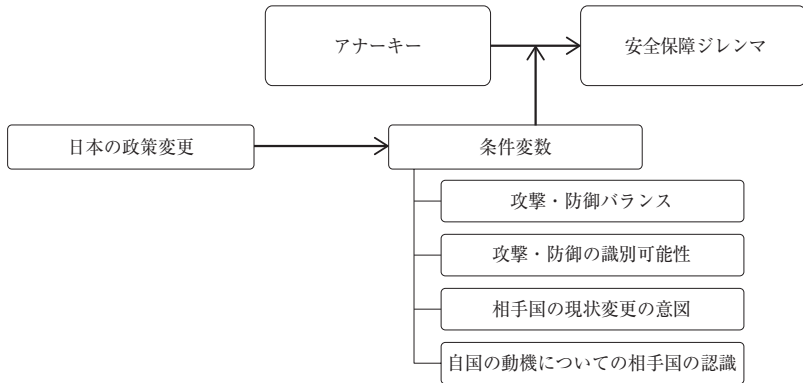 アナーキー
安全保障ジレンマ
日本の政策変更
条件変数
攻撃・防御バランス
攻撃・防御の識別可能性
相手国の現状変更の意図
自国の動機についての相手国の認識